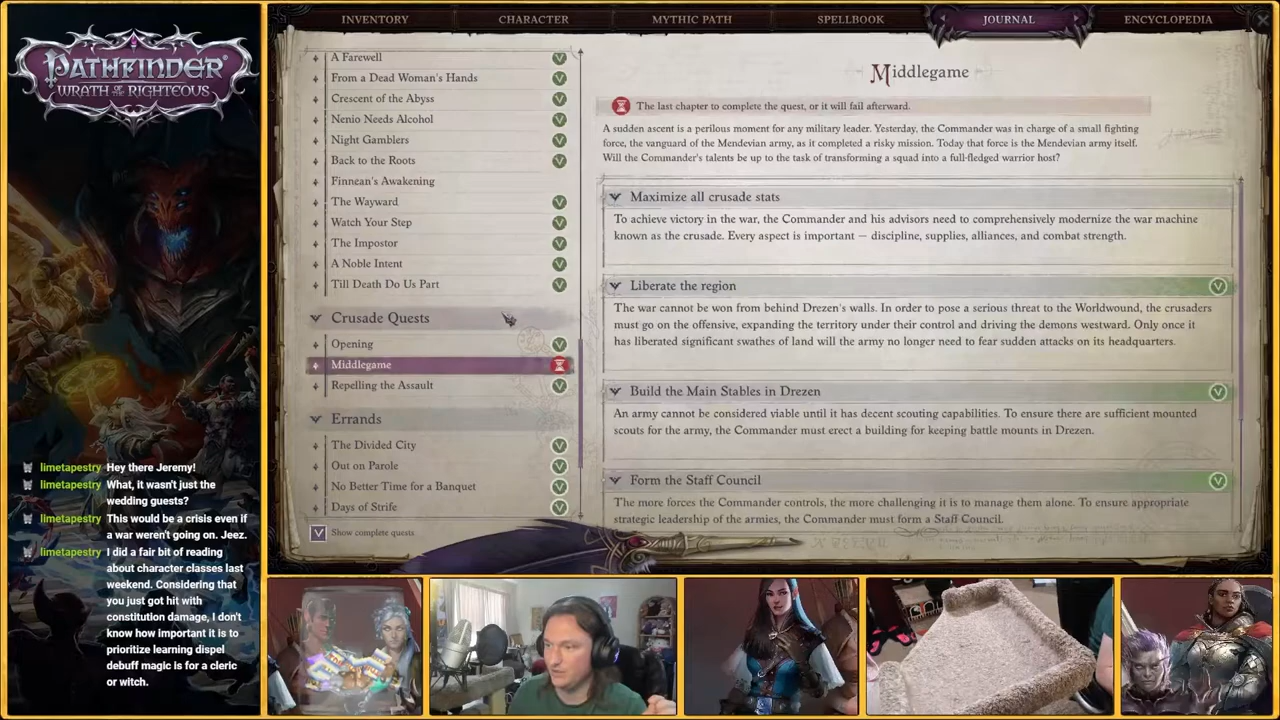 INVENTORY
CHARACTER
MYTHIC PATH
SPELLBOOK
JOURNAL
ENCYCLOPEDIA
PATHFINDER
WRATH OF THE RIGHTEOUS
limetapestry Hey there Jeremy!
limetapestry What, it wasn't just the
wedding guests?
limetapestry This would be a crisis even if
a war weren't going on. Jeez.
limetapestry I did a fair bit of reading
about character classes last
weekend. Considering that
you just got hit with
constitution damage, I don't
know how important it is to
prioritize learning dispel
debuff magic is for a cleric
or witch.
A Farewell
From a Dead Woman's Hands
Crescent of the Abyss
Nenio Needs Alcohol
Night Gamblers
Back to the Roots
Finnean's Awakening
The Wayward
Watch Your Step
The Impostor
A Noble Intent
Till Death Do Us Part
Crusade Quests
Opening
Middlegame
Repelling the Assault
Errands
The Divided City
Out on Parole
No Better Time for a Banquet
Days of Strife
Show complete quests
Middlegame
The last chapter to complete the quest, or it will fail afterward.
A sudden ascent is a perilous moment for any military leader. Yesterday, the Commander was in charge of a small fighting
force, the vanguard of the Mendevian army, as it completed a risky mission. Today that force is the Mendevian army itself.
Will the Commander's talents be up to the task of transforming a squad into a full-fledged warrior host?
Maximize all crusade stats
To achieve victory in the war, the Commander and his advisors need to comprehensively modernize the war machine
known as the crusade. Every aspect is important — discipline, supplies, alliances, and combat strength.
Liberate the region
The war cannot be won from behind Drezen's walls. In order to pose a serious threat to the Worldwound, the crusaders
must go on the offensive, expanding the territory under their control and driving the demons westward. Only once it
has liberated significant swathes of land will the army no longer need to fear sudden attacks on its headquarters.
Build the Main Stables in Drezen
An army cannot be considered viable until it has decent scouting capabilities. To ensure there are sufficient mounted
scouts for the army, the Commander must erect a building for keeping battle mounts in Drezen.
Form the Staff Council
The more forces the Commander controls, the more challenging it is to manage them alone. To ensure appropriate
strategic leadership of the armies, the Commander must form a Staff Council.